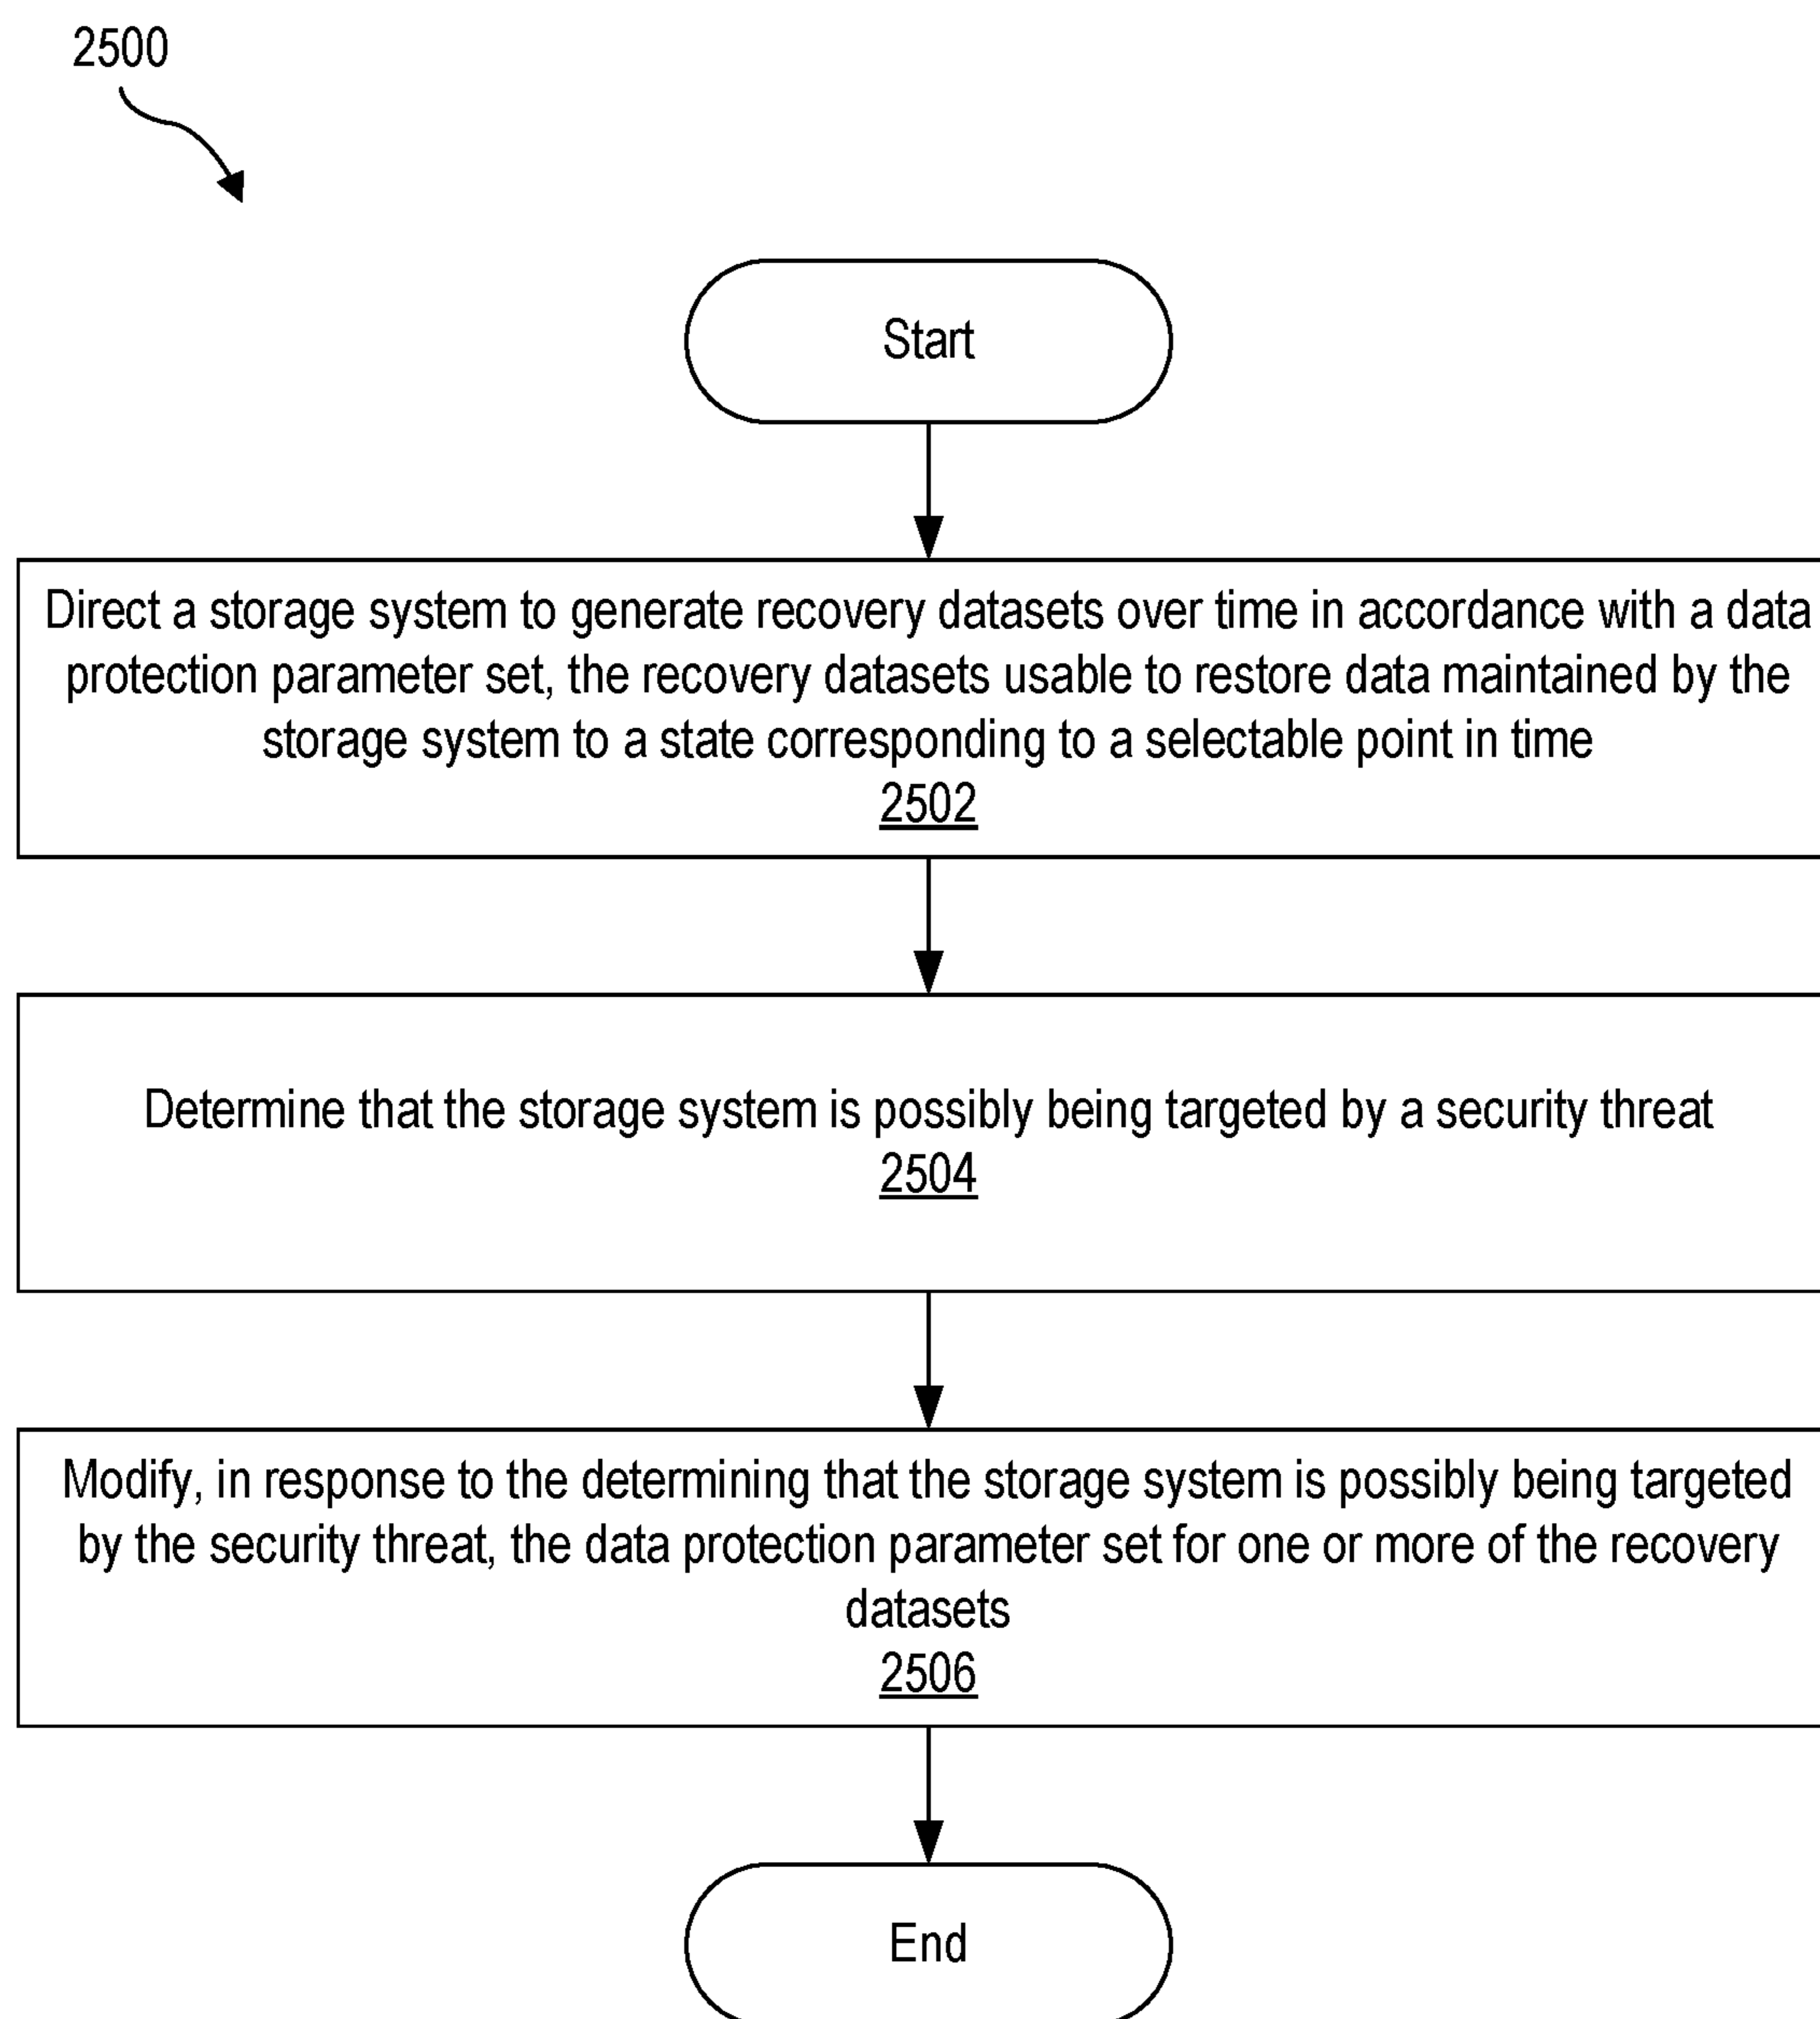 2500
Start
Direct a storage system to generate recovery datasets over time in accordance with a data
protection parameter set, the recovery datasets usable to restore data maintained by the
storage system to a state corresponding to a selectable point in time
2502
Determine that the storage system is possibly being targeted by a security threat
2504
Modify, in response to the determining that the storage system is possibly being targeted
by the security threat, the data protection parameter set for one or more of the recovery
datasets
2506
End